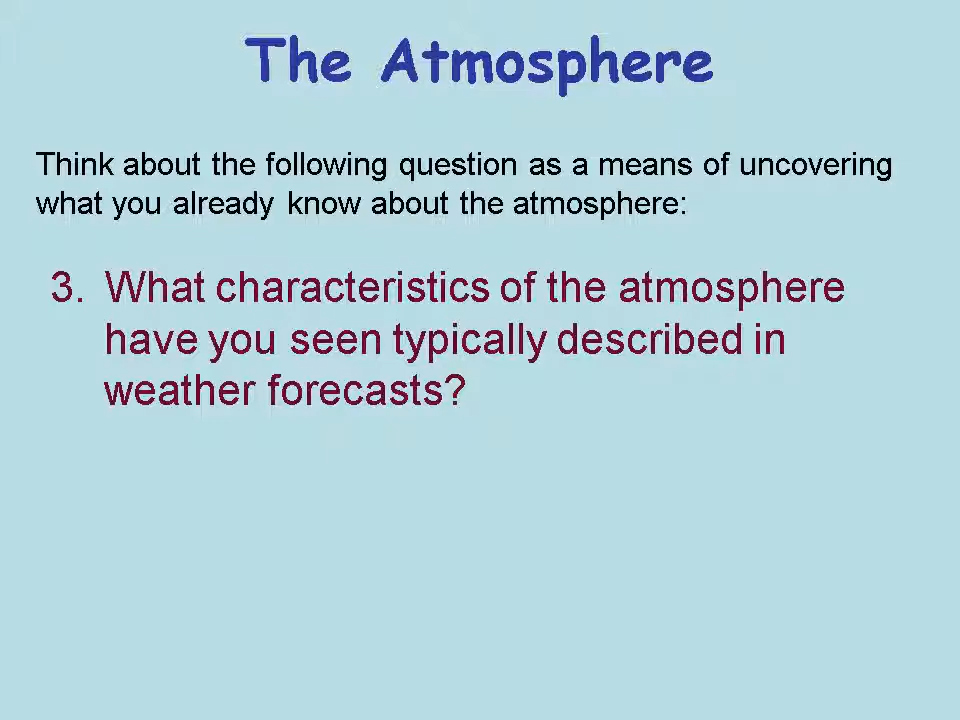 The Atmosphere
Think about the following question as a means of uncovering
what you already know about the atmosphere:
3. What characteristics of the atmosphere
have you seen typically described in
weather forecasts?